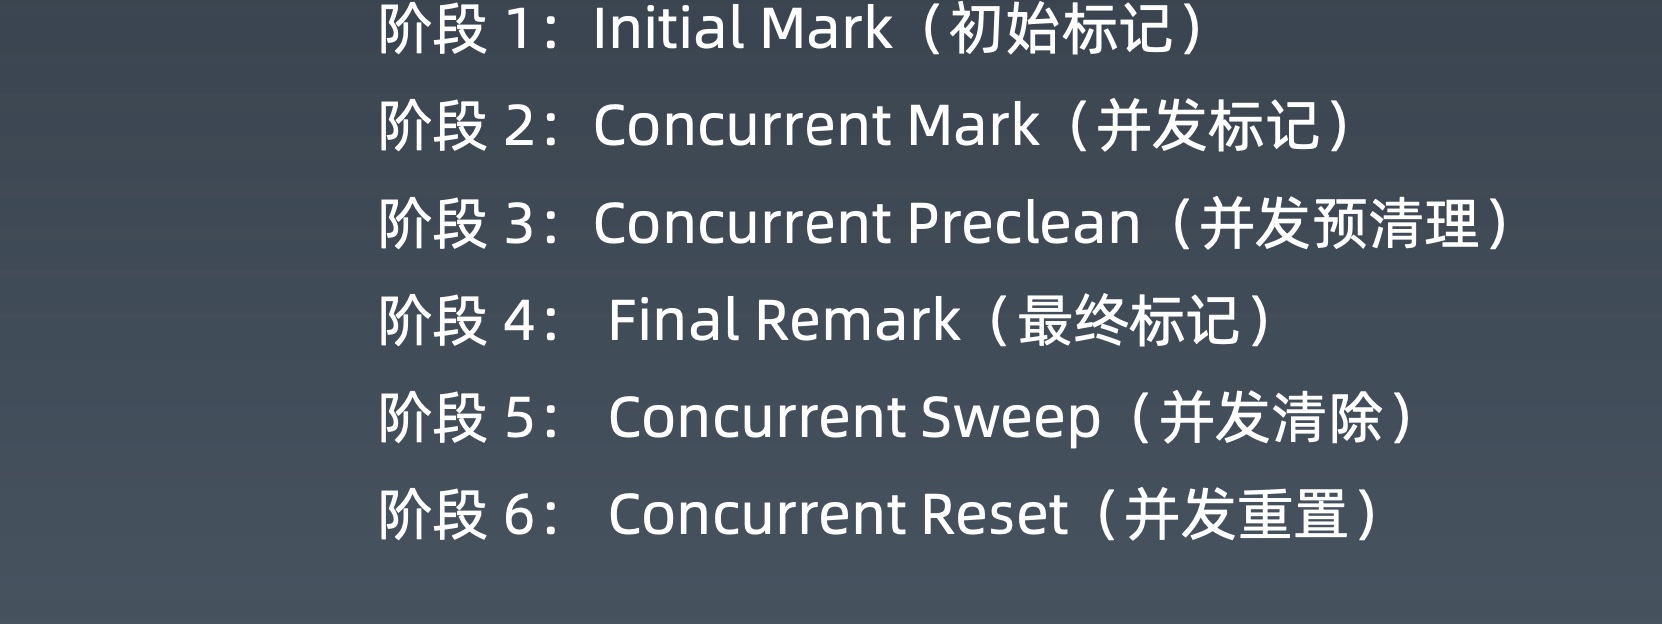 阶段 1：Initial Mark（初始标记）
阶段 2：Concurrent Mark（并发标记）
阶段 3：Concurrent Preclean（并发预清理）
阶段 4： Final Remark（最终标记）
阶段 5： Concurrent Sweep（并发清除）
阶段 6： Concurrent Reset（并发重置）